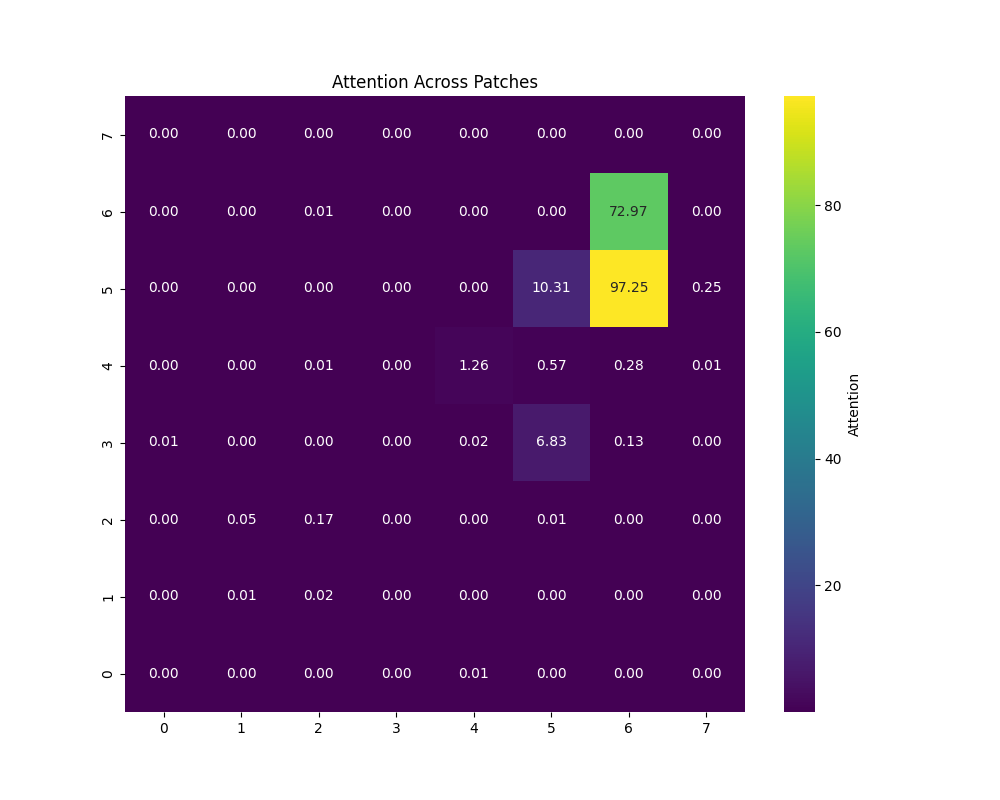 Attention Across Patches
7 0.00 0.00 0.00 0.00 0.00 0.00 0.00 0.00
6 0.00 0.00 0.01 0.00 0.00 0.00 72.97 0.00
5 0.00 0.00 0.00 0.00 0.00 10.31 97.25 0.25
4 0.00 0.00 0.01 0.00 1.26 0.57 0.28 0.01
3 0.01 0.00 0.00 0.00 0.02 6.83 0.13 0.00
2 0.00 0.05 0.17 0.00 0.00 0.01 0.00 0.00
1 0.00 0.01 0.02 0.00 0.00 0.00 0.00 0.00
0 0.00 0.00 0.00 0.00 0.01 0.00 0.00 0.00
0 1 2 3 4 5 6 7
80
60
40
20
Attention